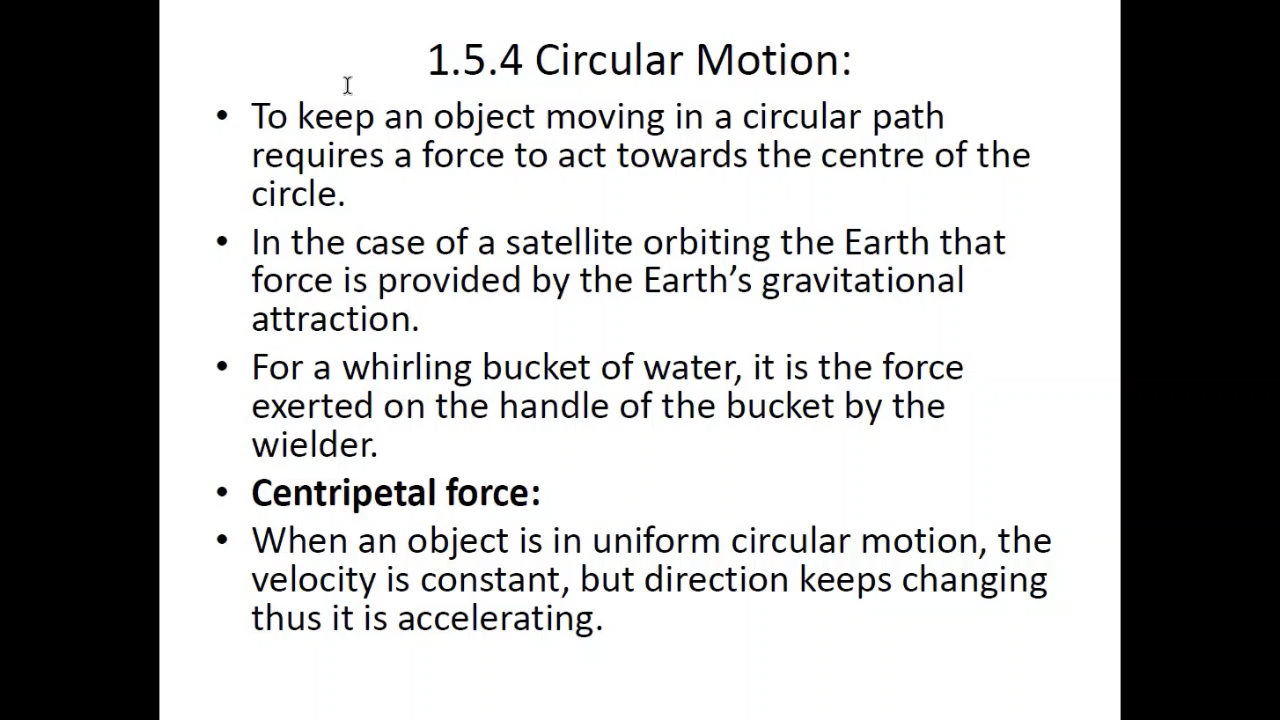 1.5.4 Circular Motion:
• To keep an object moving in a circular path
requires a force to act towards the centre of the
circle.
• In the case of a satellite orbiting the Earth that
force is provided by the Earth’s gravitational
attraction.
• For a whirling bucket of water, it is the force
exerted on the handle of the bucket by the
wielder.
• Centripetal force:
• When an object is in uniform circular motion, the
velocity is constant, but direction keeps changing
thus it is accelerating.